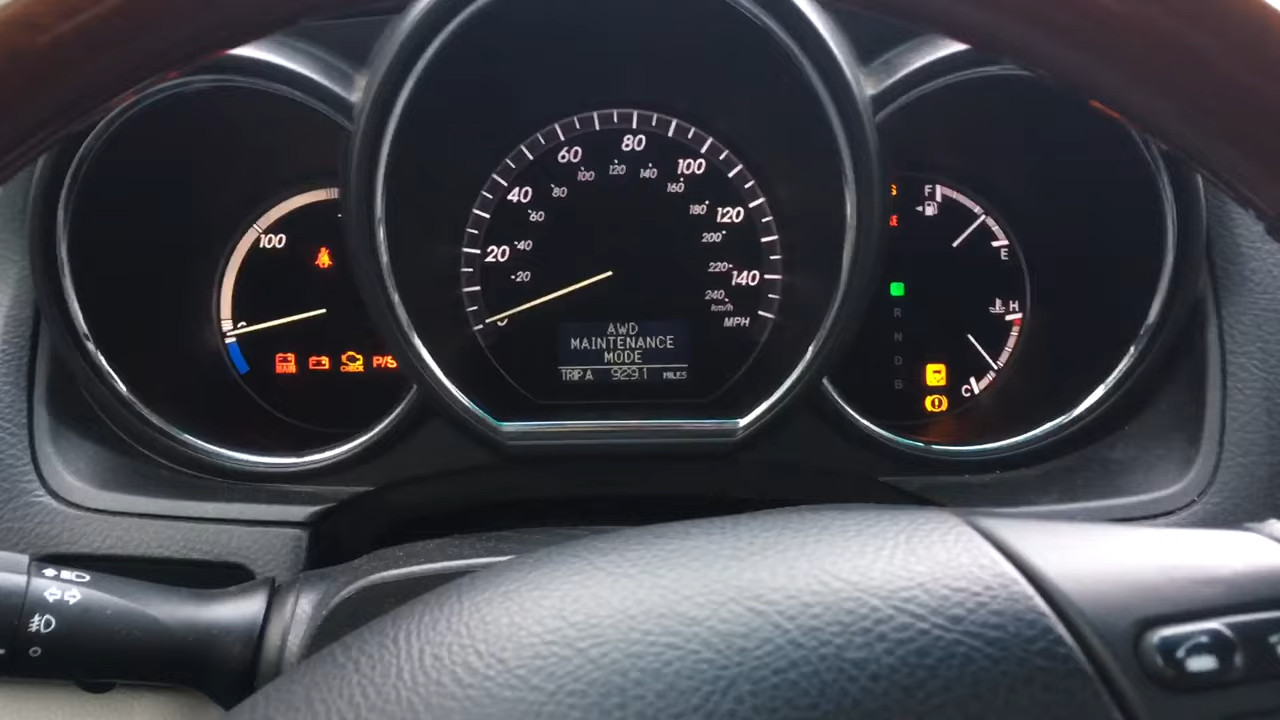 100
CHECK
P/S
20
40
60
80
100
120
140
20
40
60
80
100
120
140
160
180
200
220
240
km/h
MPH
AWD
MAINTENANCE
MODE
TRIP A 929.1 MILES
F
E
H
C
R
N
D
B